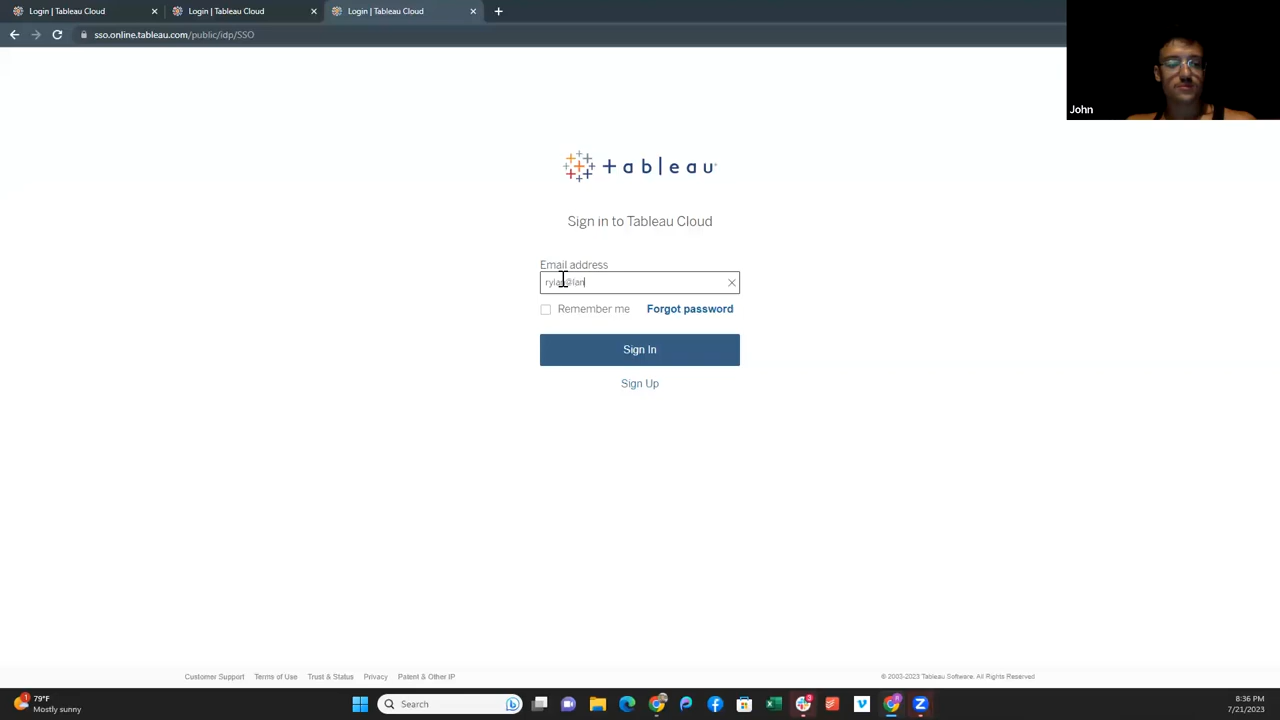 Login | Tableau Cloud
Login | Tableau Cloud
Login | Tableau Cloud
sso.online.tableau.com/public/idp/SSO
John
+ a b l e a u
Sign in to Tableau Cloud
Email address
Remember me
Forgot password
Sign In
Sign Up
Customer Support
Terms of Use
Trust & Status
Privacy
Patent & Other IP
© 2003-2023 Tableau Software. All Rights Reserved
1
79°F
Mostly sunny
Search
8:36 PM
7/21/2023